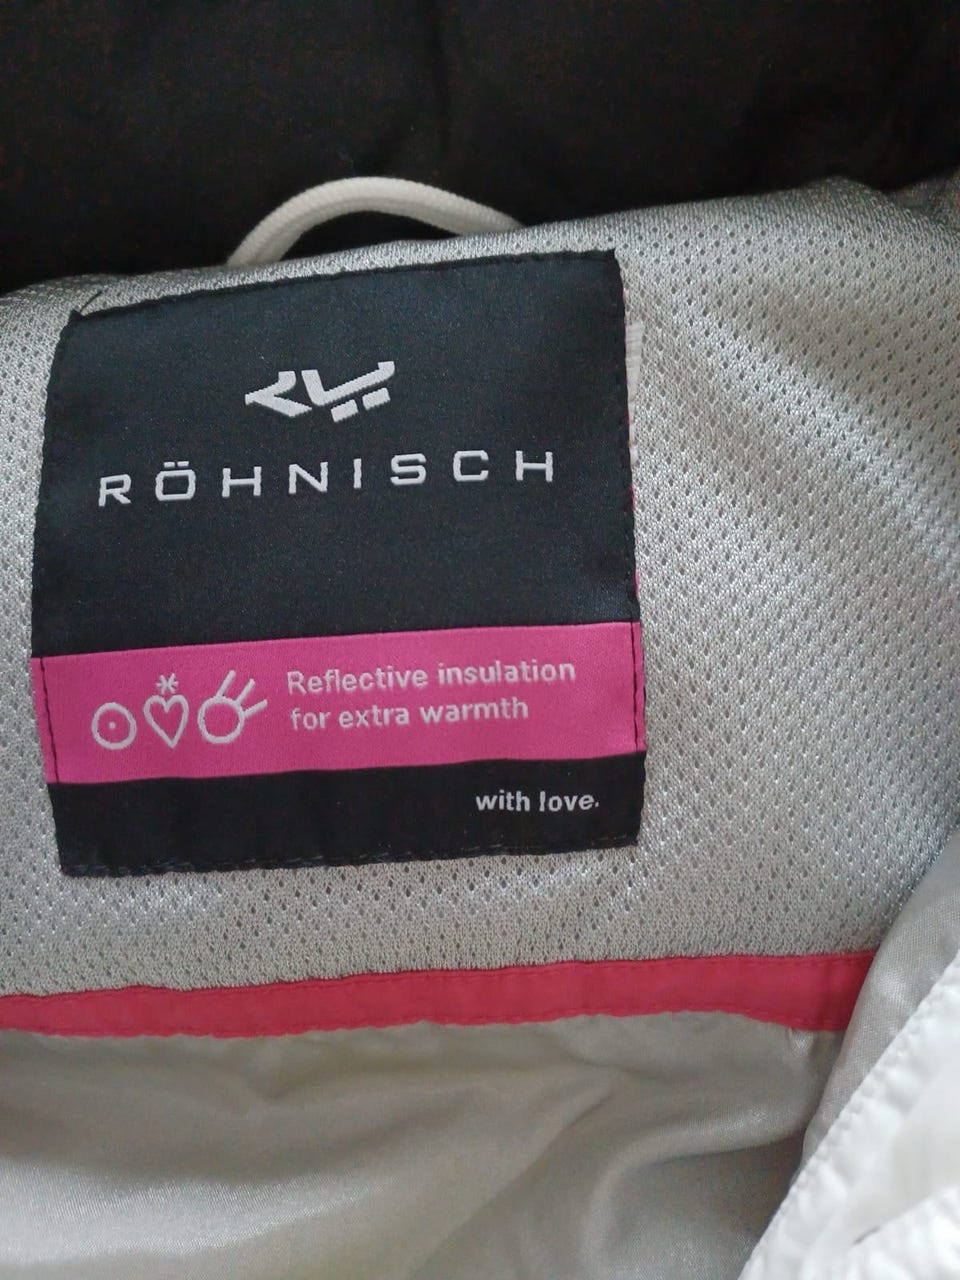 RÖHNISCH
Reflective insulation
for extra warmth
with love.